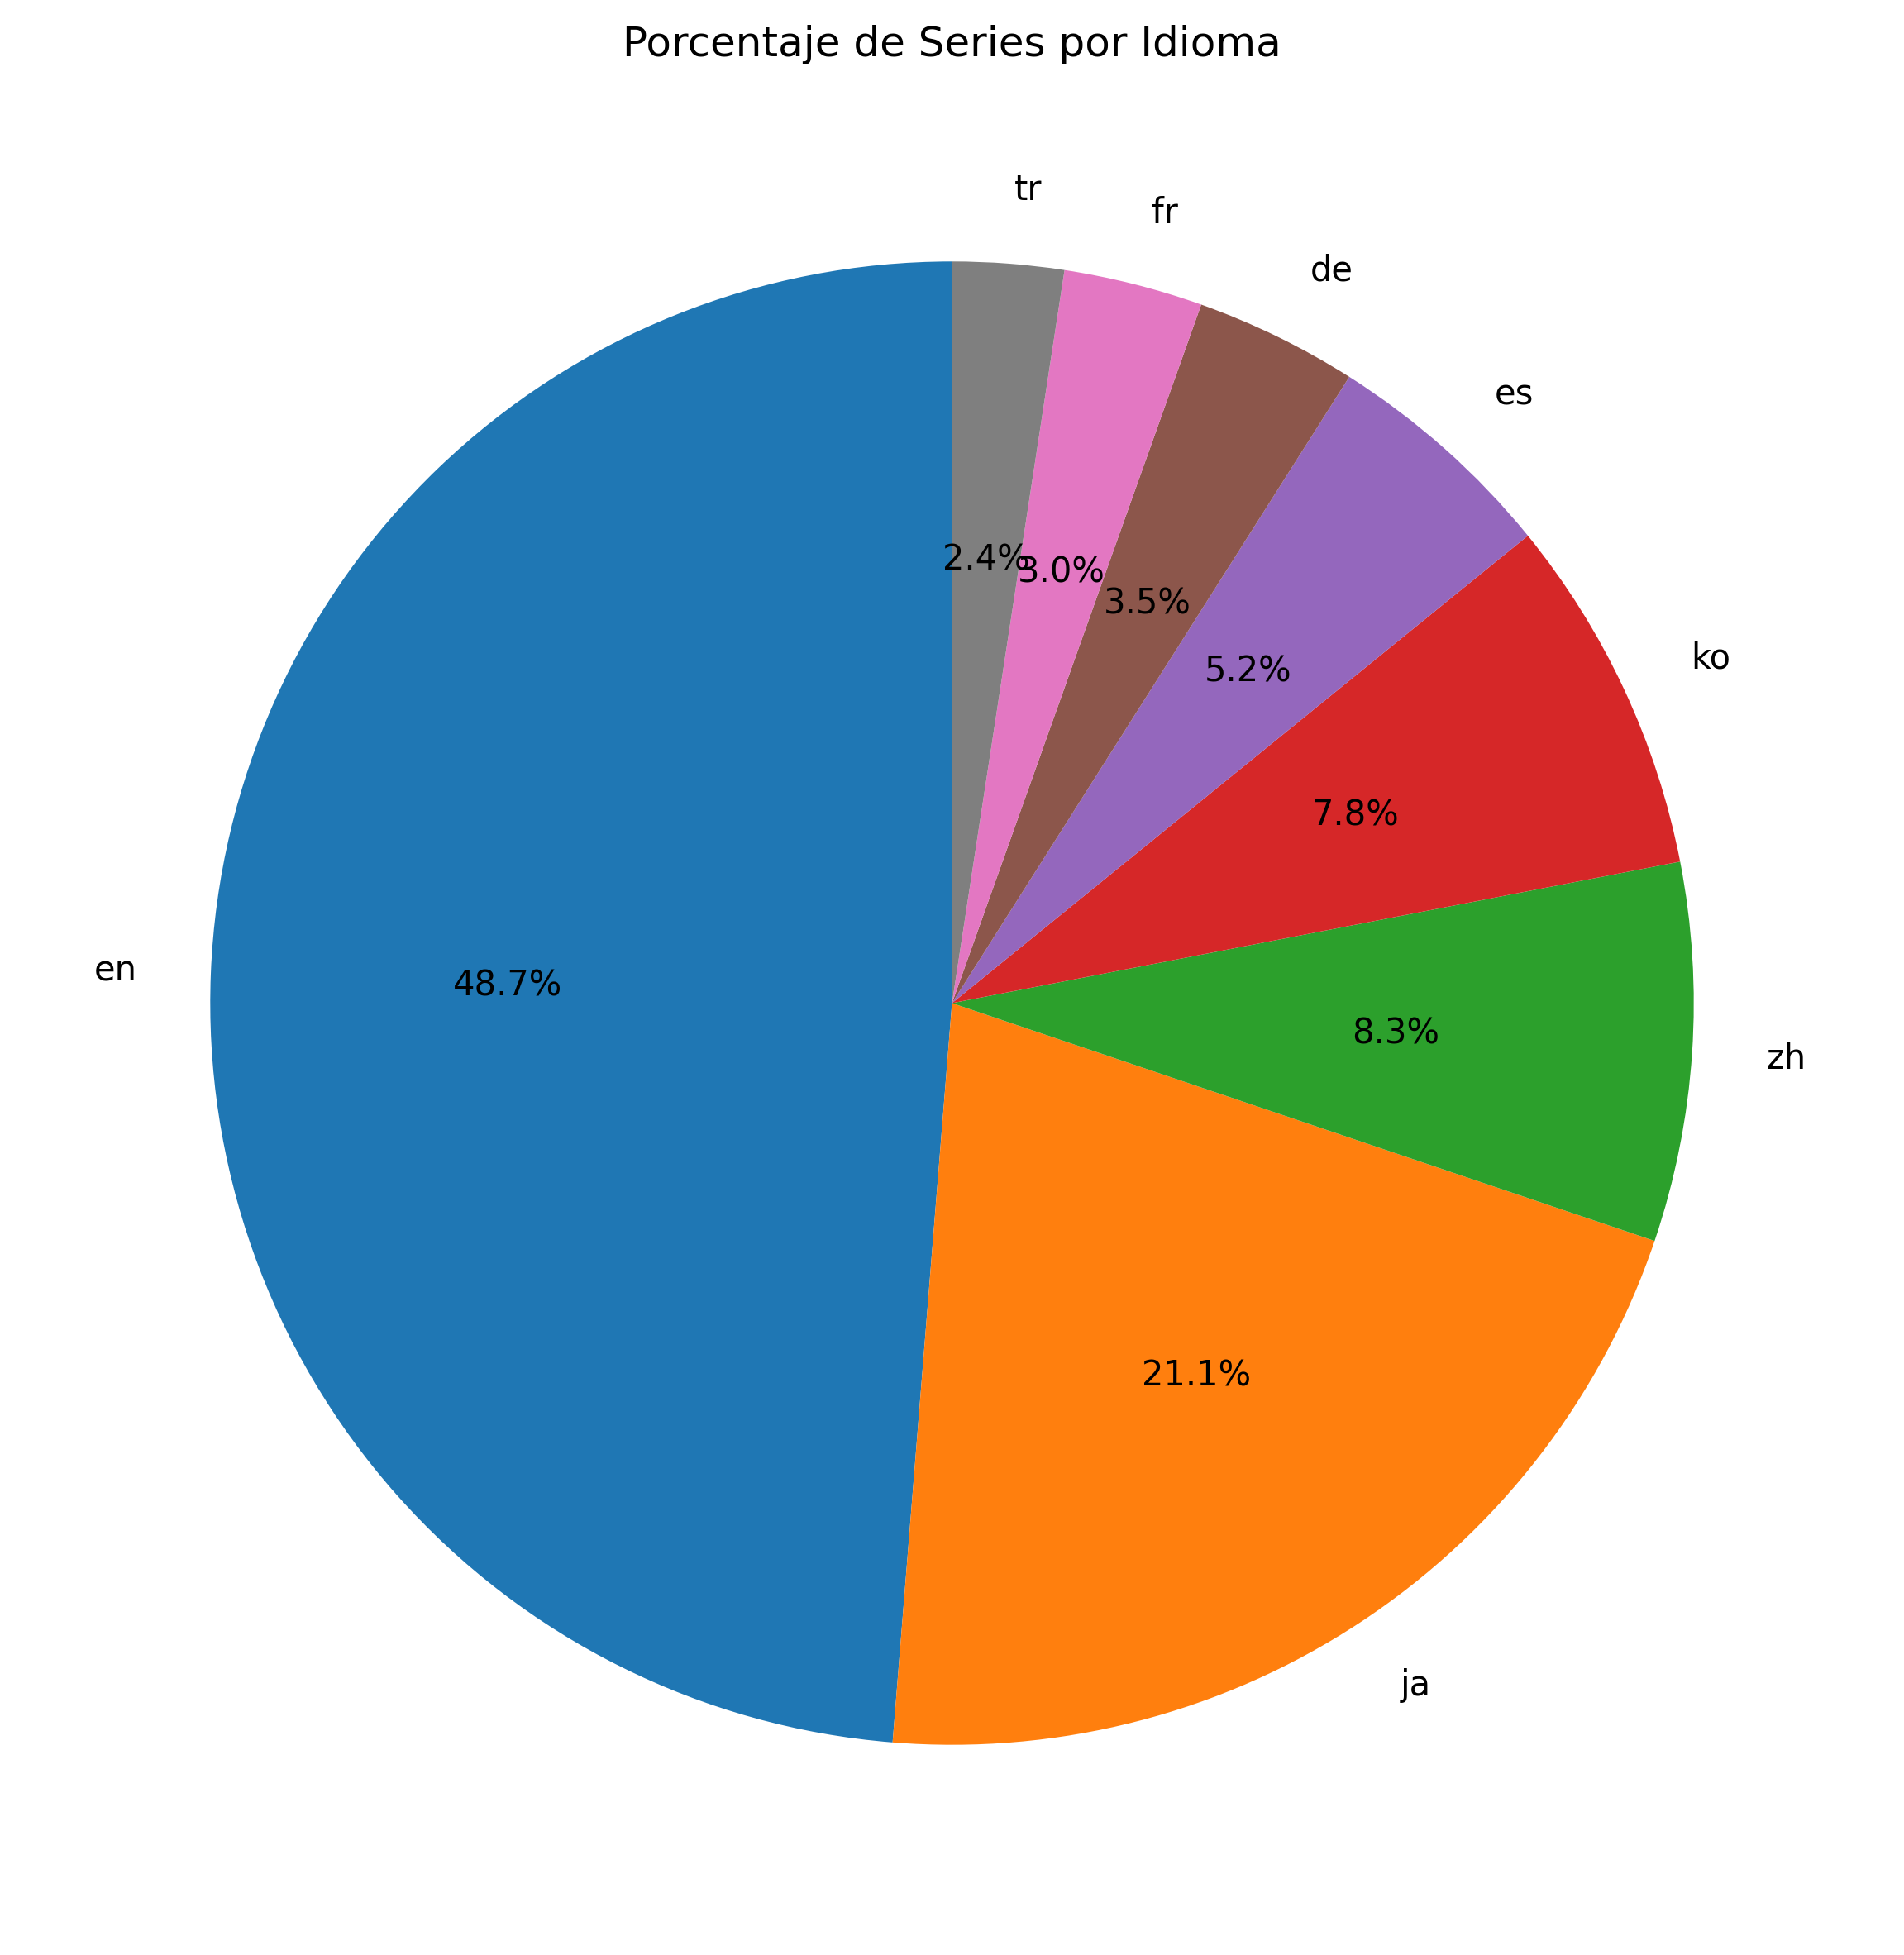 Porcentaje de Series por Idioma
tr
fr
de
es
ko
zh
ja
en
2.4%
3.0%
3.5%
5.2%
7.8%
8.3%
21.1%
48.7%